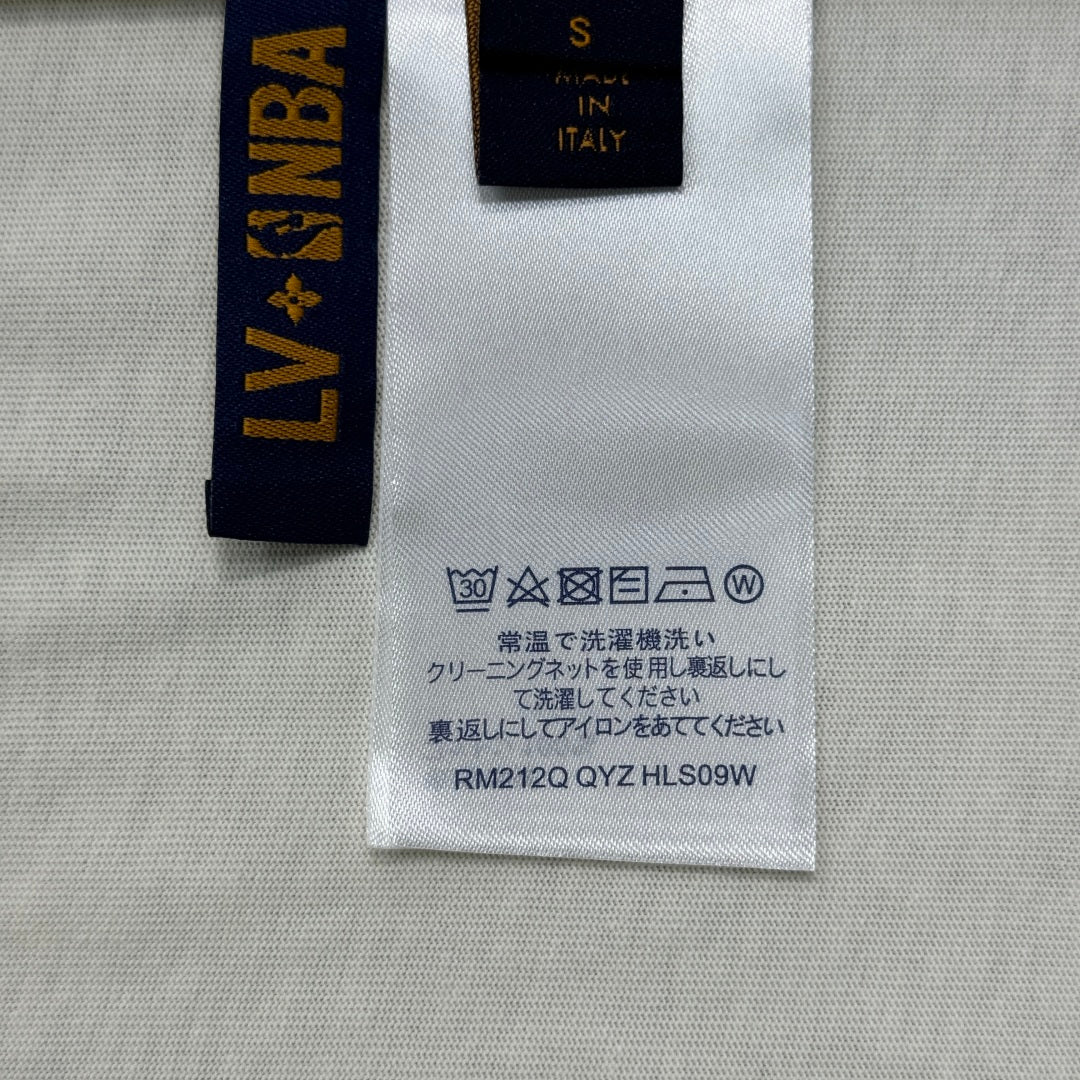 LV NBA
S
MADE
IN
ITALY
30
W
常温で洗濯機洗い
クリーニングネットを使用し裏返しにし
て洗濯してください
裏返しにしてアイロンをあててください
RM212Q QYZ HLS09W